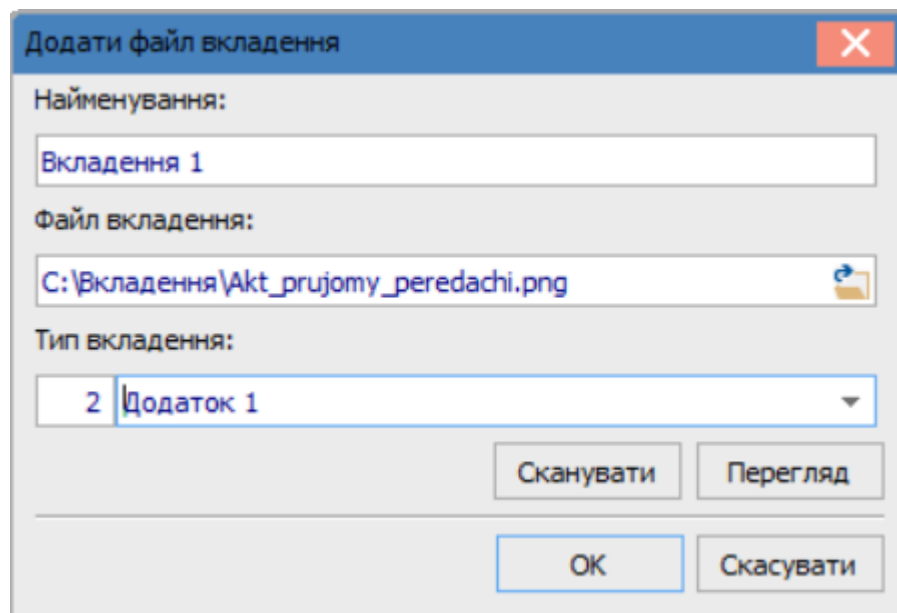 Додати файл вкладення
Найменування:
Вкладення 1
Файл вкладення:
C:\Вкладення\Akt_prujomy_peredachi.png
Тип вкладення:
2 Додаток 1
Сканувати Перегляд
ОК Скасувати